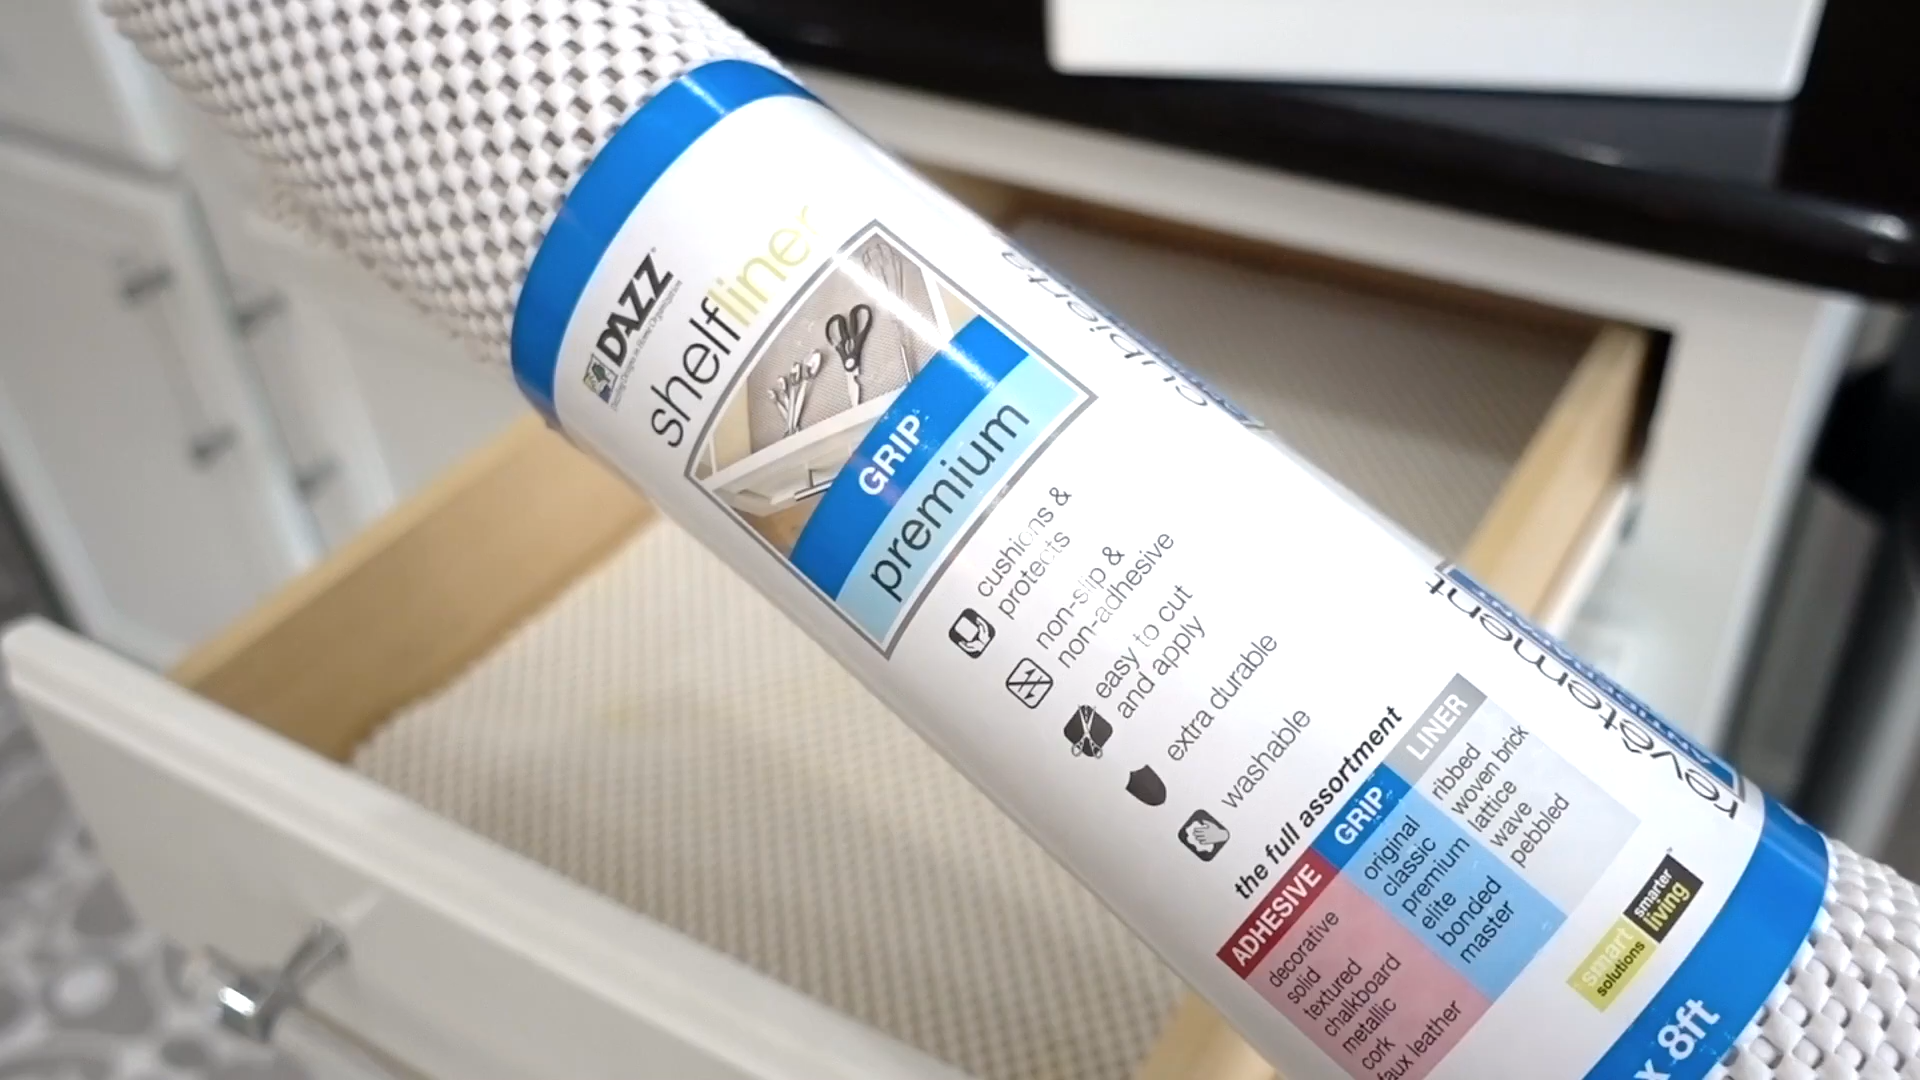 DAZZ
shelfliner
GRIP
premium
cushions &
protects
non-slip &
non-adhesive
easy to cut
and apply
extra durable
washable
the full assortment
ADHESIVE
decorative
solid
textured
chalkboard
metallic
cork
faux leather
GRIP
original
classic
premium
elite
bonded
master
LINER
ribbed
woven brick
lattice
wave
pebbled
smart
solutions
smarter
living
x 8ft
cubierta
revêtement